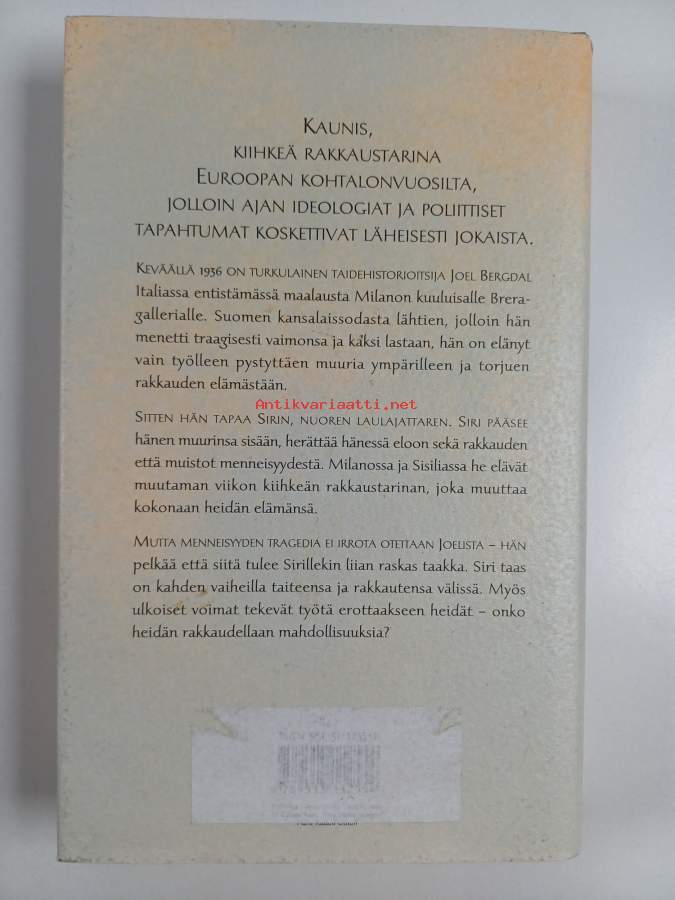 KAUNIS,
KIIHKEÄ RAKKAUSTARINA
EUROOPAN KOHTALONVUOSILTA,
JOLLOIN AJAN IDEOLOGIAT JA POLIITTISET
TAPAHTUMAT KOSKETTIVAT LÄHEISESTI JOKAISTA.
KEVÄÄLLÄ 1936 ON TURKULAINEN TAIDEHISTORIOITSIJA JOEL BERGDAL
Italiassa entistämässä maalausta Milanon kuuluisalle Brera-
gallerialle. Suomen kansalaissodasta lähtien, jolloin hän
menetti traagisesti vaimonsa ja kaksi lastaan, hän on elänyt
vain työlleen pystyttäen muuria ympärilleen ja torjuen
rakkauden elämästään.
Antikvariaatti.net
SITTEN HÄN TAPAA SIRIN, NUOREN LAULAJATTAREN. SIRI PÄÄSEE
hänen muurinsa sisään, herättää hänessä eloon sekä rakkauden
että muistot menneisyydestä. Milanossa ja Sisiliassa he elävät
muutaman viikon kiihkeän rakkaustarinan, joka muuttaa
kokonaan heidän elämänsä.
MUTTA MENNEISYYDEN TRAGEDIA EI IRROTA OTETTAAN JOELISTA – HÄN
pelkää että siitä tulee Sirillekin liian raskas taakka. Siri taas
on kahden vaiheilla taiteensa ja rakkautensa välissä. Myös
ulkoiset voimat tekevät työtä erottaakseen heidät – onko
heidän rakkaudellaan mahdollisuuksia?